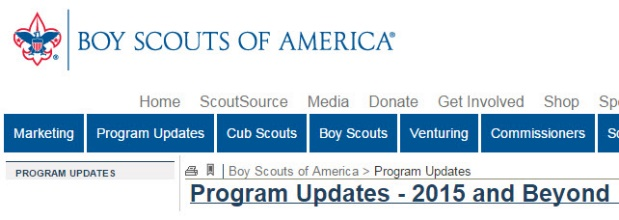 BOY SCOUTS OF AMERICA®
Home ScoutSource Media Donate Get Involved Shop
Marketing Program Updates Cub Scouts Boy Scouts Venturing Commissioners
PROGRAM UPDATES
| Boy Scouts of America > Program Updates
Program Updates - 2015 and Beyond